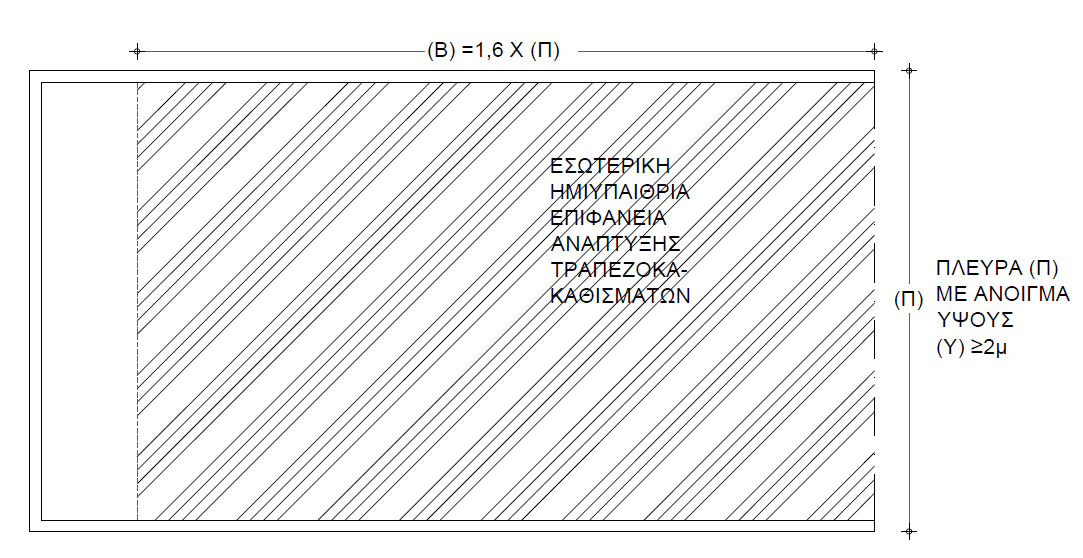 (Β) =1,6 Χ (Π)
ΕΣΩΤΕΡΙΚΗ
ΗΜΙΥΠΑΙΘΡΙΑ
ΕΠΙΦΑΝΕΙΑ
ΑΝΑΠΤΥΞΗΣ
ΤΡΑΠΕΖΟΚΑ-
ΚΑΘΙΣΜΑΤΩΝ
(Π)
ΠΛΕΥΡΑ (Π)
ΜΕ ΑΝΟΙΓΜΑ
ΥΨΟΥΣ
(Υ) ≥2μ